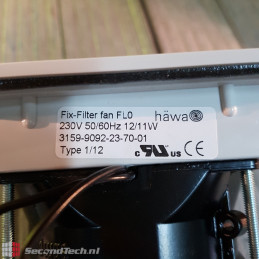 Fix-Filter fan FL0 häwa
230V 50/60Hz 12/11W
3159-9092-23-70-01
Type 1/12
c RU US CE
SecondTech.nl